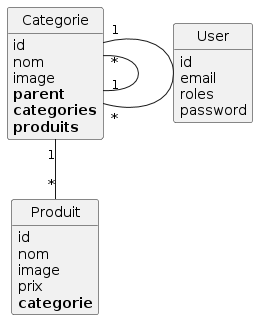 Categorie
id
nom
image
parent
categories
produits
1
*
1
*
User
id
email
roles
password
1
*
Produit
id
nom
image
prix
categorie